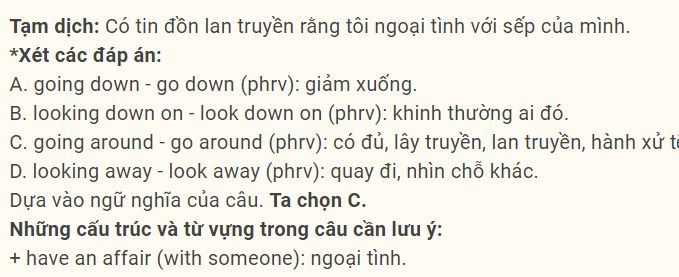 Tạm dịch: Có tin đồn lan truyền rằng tôi ngoại tình với sếp của mình.
*Xét các đáp án:
A. going down - go down (phrv): giảm xuống.
B. looking down on - look down on (phrv): khinh thường ai đó.
C. going around - go around (phrv): có đủ, lây truyền, lan truyền, hành xử
D. looking away - look away (phrv): quay đi, nhìn chỗ khác.
Dựa vào ngữ nghĩa của câu. Ta chọn C.
Những cấu trúc và từ vựng trong câu cần lưu ý:
+ have an affair (with someone): ngoại tình.